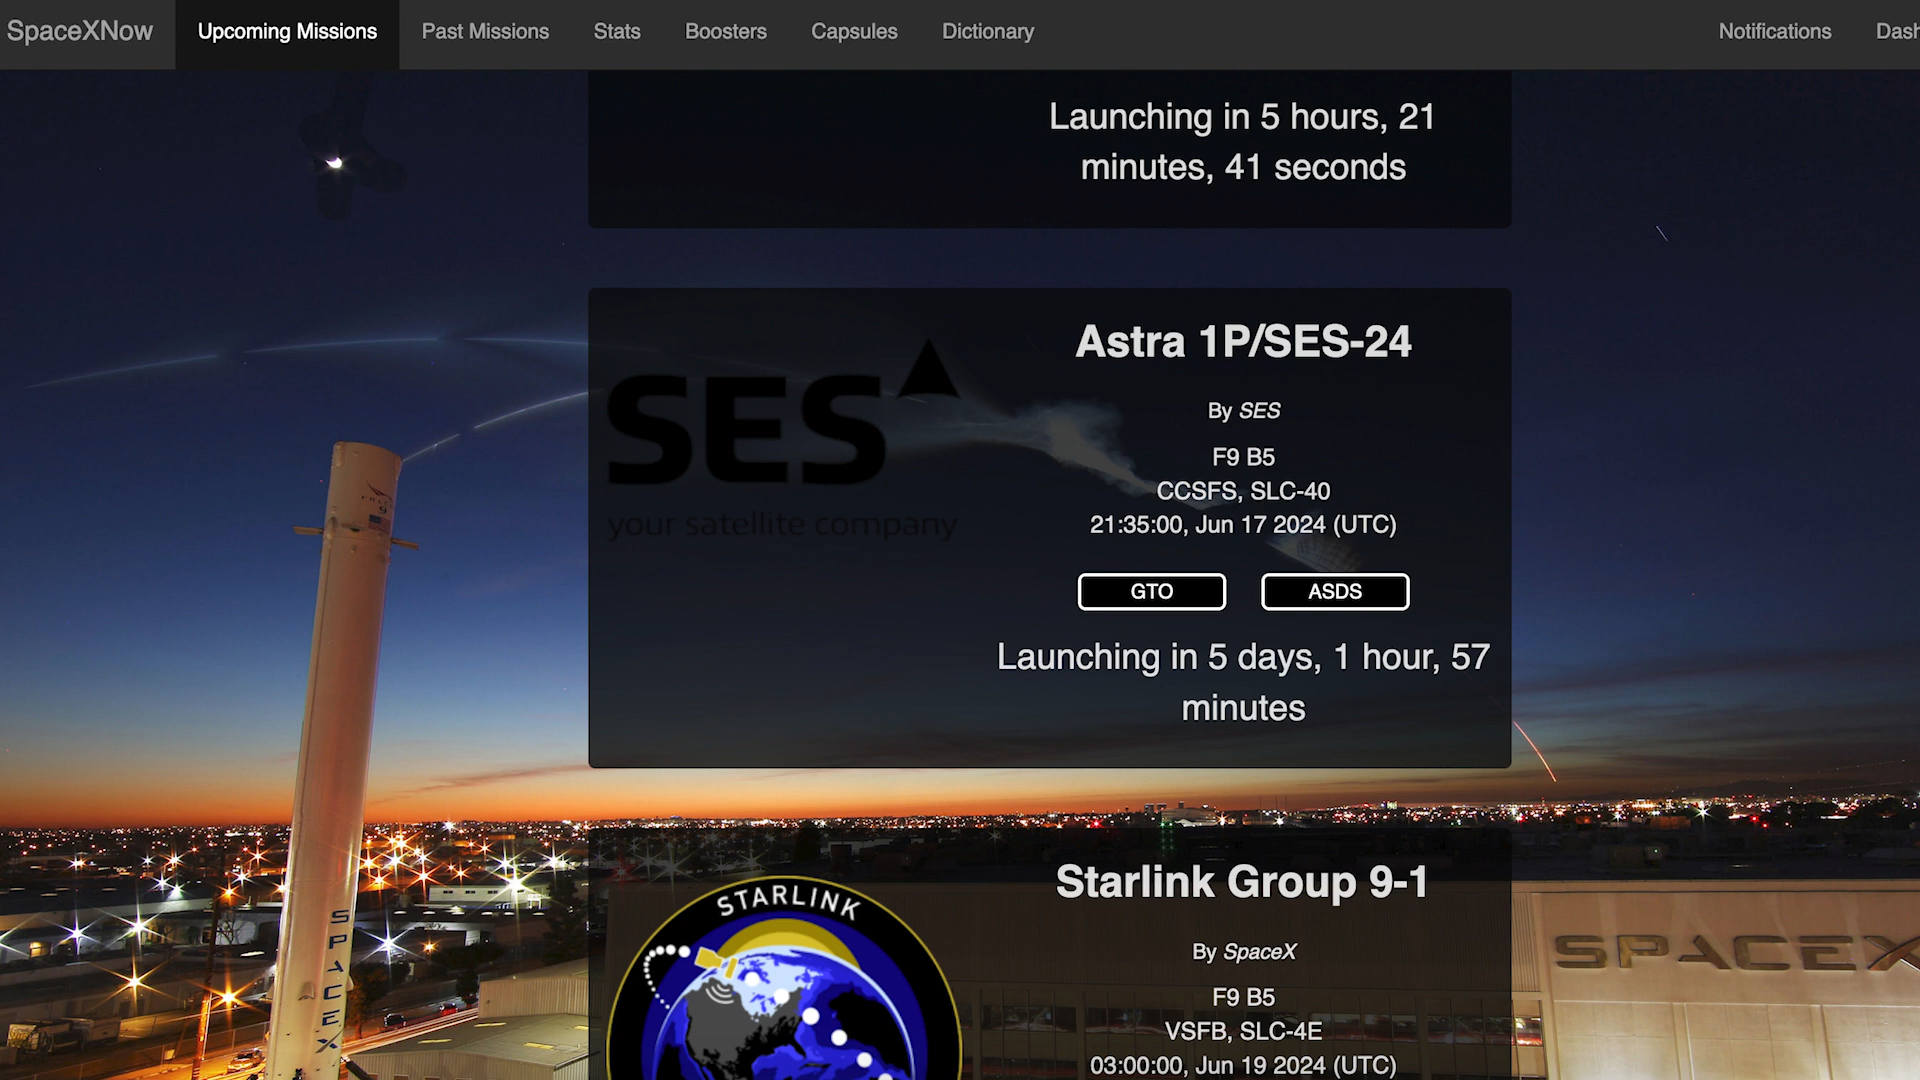 SpaceXNow
Upcoming Missions
Past Missions
Stats
Boosters
Capsules
Dictionary
Notifications
Dash
Launching in 5 hours, 21
minutes, 41 seconds
SES
your satellite company
Astra 1P/SES-24
By SES
F9 B5
CCSFS, SLC-40
21:35:00, Jun 17 2024 (UTC)
GTO
ASDS
Launching in 5 days, 1 hour, 57
minutes
STARLINK
Starlink Group 9-1
By SpaceX
F9 B5
VSFB, SLC-4E
03:00:00, Jun 19 2024 (UTC)
9
SPACEX
SPACEX